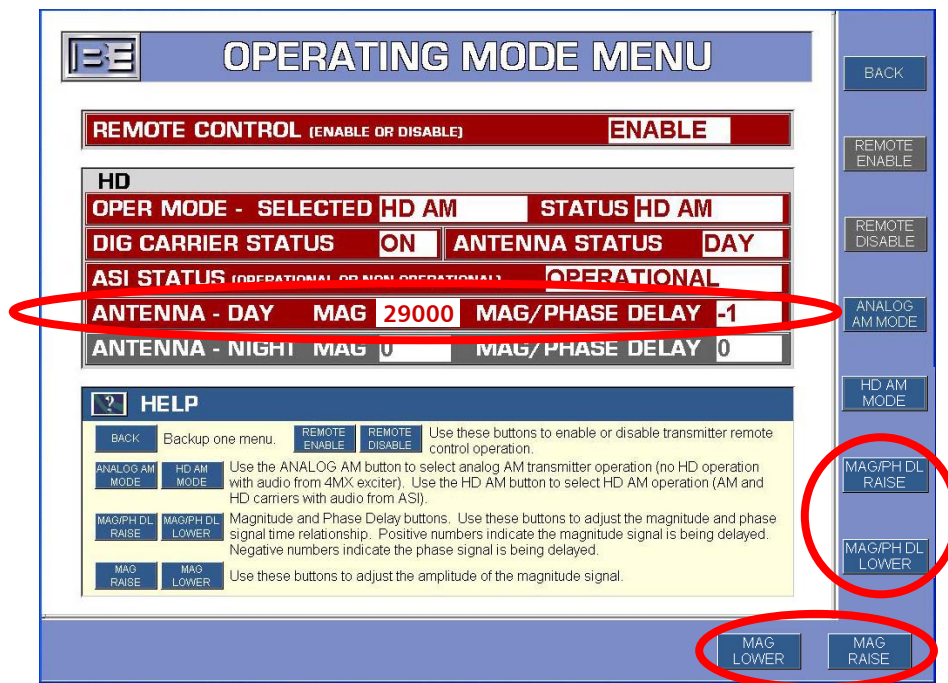 BE OPERATING MODE MENU
REMOTE CONTROL (ENABLE OR DISABLE) ENABLE
HD
OPER MODE - SELECTED HD AM STATUS HD AM
DIG CARRIER STATUS ON ANTENNA STATUS DAY
ASI STATUS (OPERATIONAL OR NON OPERATIONAL) OPERATIONAL
ANTENNA - DAY MAG 29000 MAG/PHASE DELAY -1
ANTENNA - NIGHT MAG 0 MAG/PHASE DELAY 0
? HELP
BACK Backup one menu. REMOTE ENABLE REMOTE DISABLE Use these buttons to enable or disable transmitter remote
control operation.
ANALOG AM MODE HD AM MODE Use the ANALOG AM button to select analog AM transmitter operation (no HD operation
with audio from 4MX exciter). Use the HD AM button to select HD AM operation (AM and
HD carriers with audio from ASI).
MAG/PH DL RAISE MAG/PH DL LOWER Magnitude and Phase Delay buttons. Use these buttons to adjust the magnitude and phase
signal time relationship. Positive numbers indicate the magnitude signal is being delayed.
Negative numbers indicate the phase signal is being delayed.
MAG RAISE MAG LOWER Use these buttons to adjust the amplitude of the magnitude signal.
BACK
REMOTE
ENABLE
REMOTE
DISABLE
ANALOG
AM MODE
HD AM
MODE
MAG/PH DL
RAISE
MAG/PH DL
LOWER
MAG
LOWER
MAG
RAISE